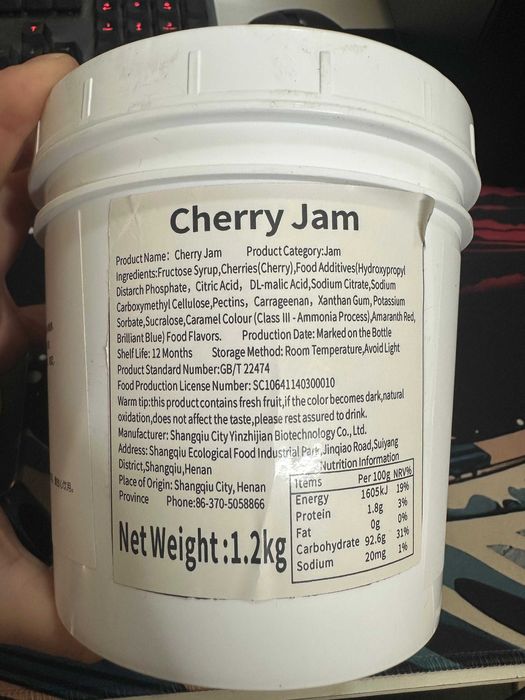 Cherry Jam
Product Name: Cherry Jam Product Category:Jam
Ingredients:Fructose Syrup,Cherries(Cherry),Food Additives(Hydroxypropyl
Distarch Phosphate, Citric Acid, DL-malic Acid,Sodium Citrate,Sodium
Carboxymethyl Cellulose,Pectins, Carrageenan, Xanthan Gum,Potassium
Sorbate,Sucralose,Caramel Colour (Class III - Ammonia Process),Amaranth Red,
Brilliant Blue) Food Flavors. Production Date: Marked on the Bottle
Shelf Life: 12 Months Storage Method: Room Temperature,Avoid Light
Product Standard Number:GB/T 22474
Food Production License Number: SC10641140300010
Warm tip:this product contains fresh fruit,if the color becomes dark,natural
oxidation,does not affect the taste,please rest assured to drink.
Manufacturer: Shangqiu City Yinzhijian Biotechnology Co., Ltd.
Address: Shangqiu Ecological Food Industrial Park,Jinqiao Road,Suiyang
District,Shangqiu,Henan
Place of Origin: Shangqiu City, Henan
Province Phone:86-370-5058866
Net Weight:1.2kg
Nutrition Information
Items Per 100g NRV%
Energy 1605kJ 19%
Protein 1.8g 3%
Fat 0g 0%
Carbohydrate 92.6g 31%
Sodium 20mg 1%